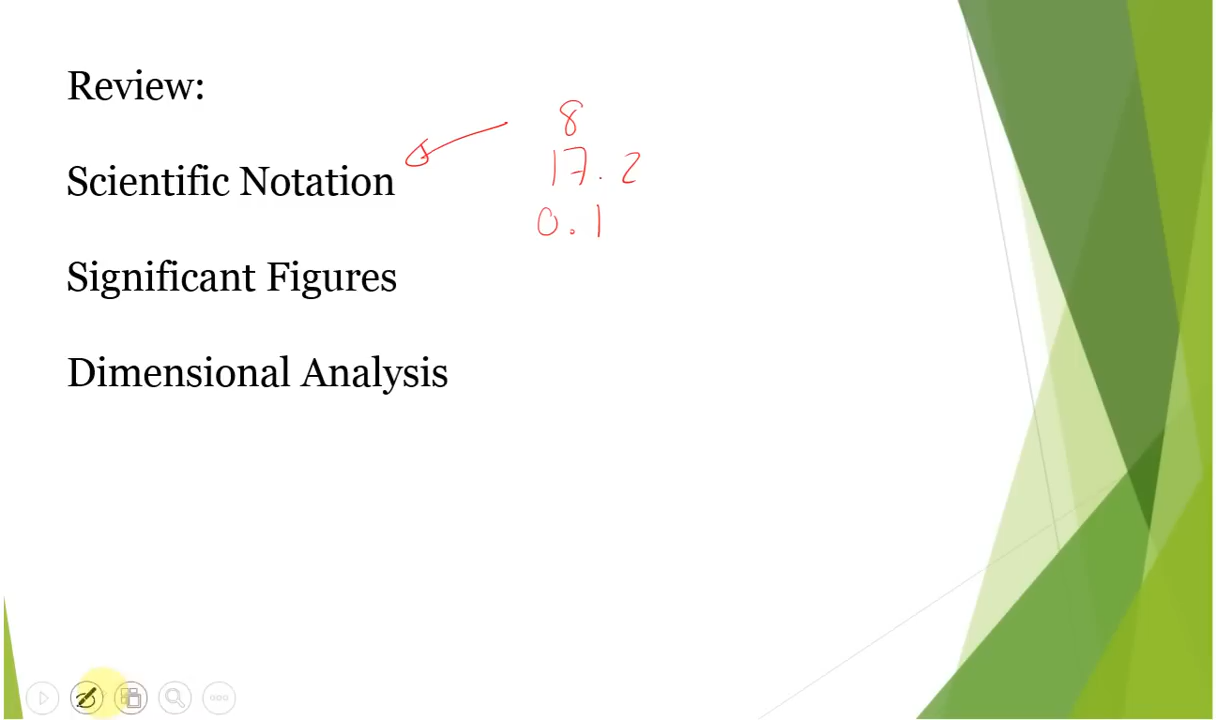 Review:
8
17.2
Scientific Notation
0.1
Significant Figures
Dimensional Analysis